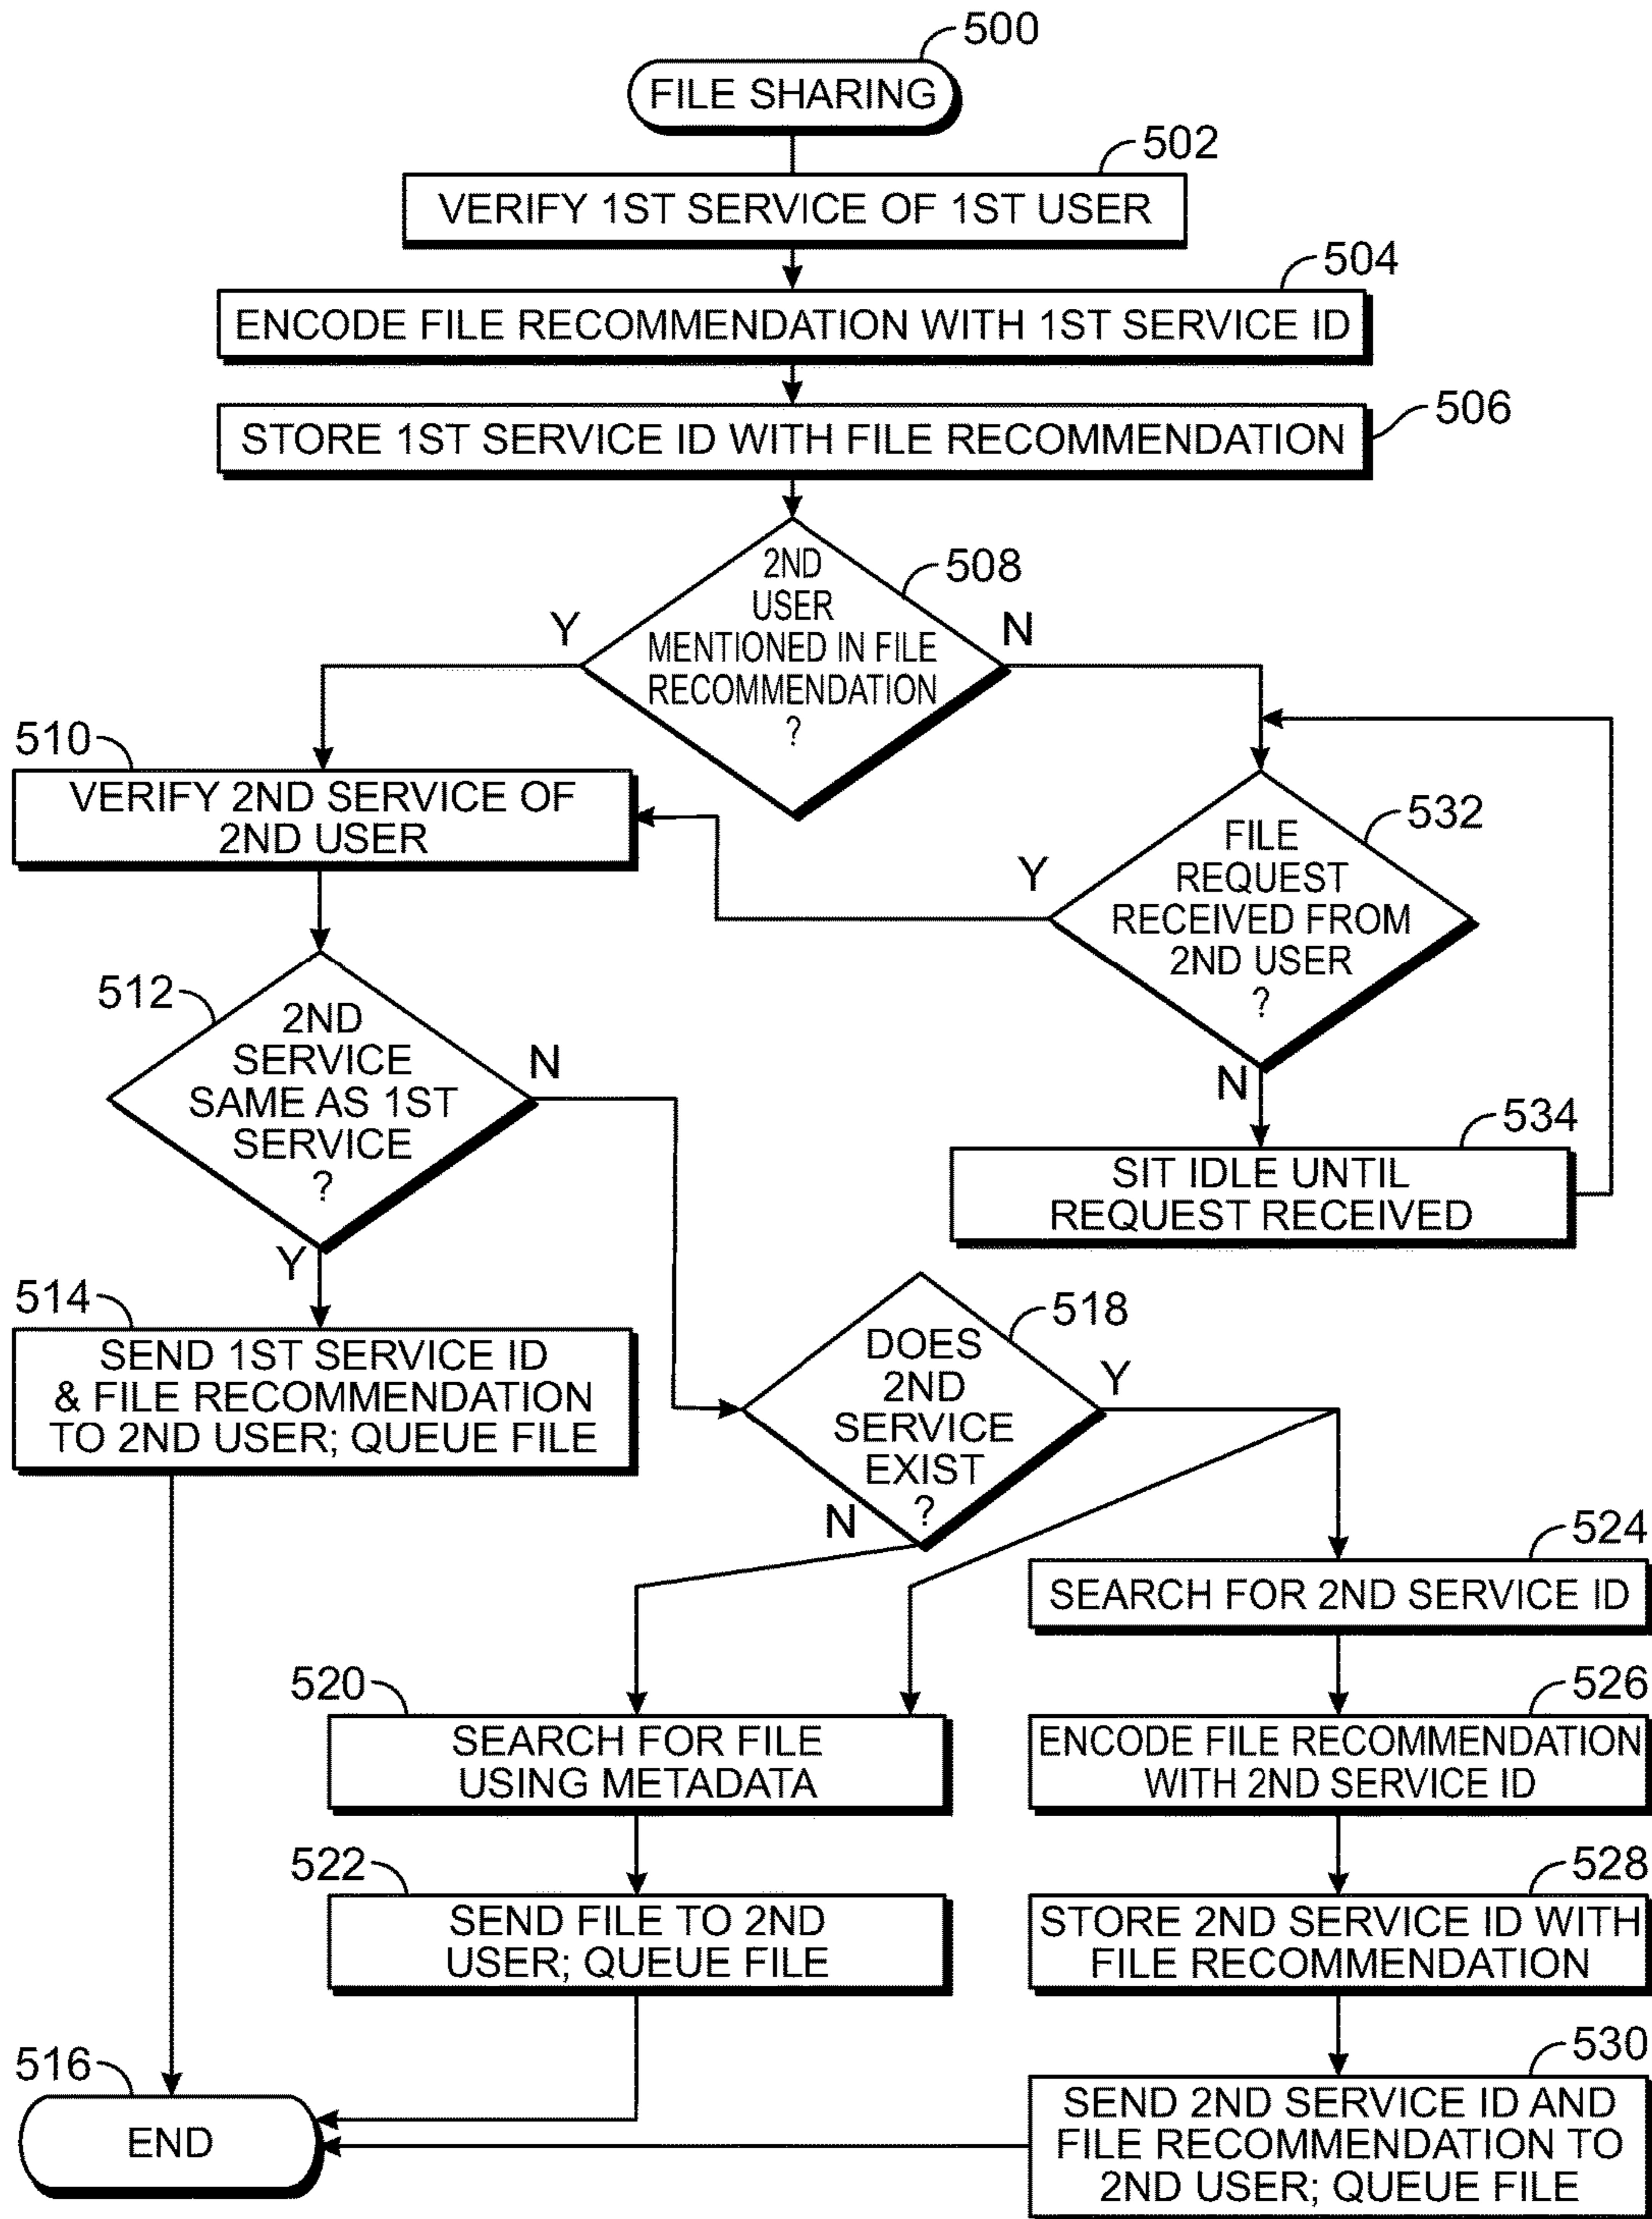 500
FILE SHARING
502
VERIFY 1ST SERVICE OF 1ST USER
504
ENCODE FILE RECOMMENDATION WITH 1ST SERVICE ID
506
STORE 1ST SERVICE ID WITH FILE RECOMMENDATION
508
2ND
USER
MENTIONED IN FILE
RECOMMENDATION
?
Y
N
510
VERIFY 2ND SERVICE OF
2ND USER
532
FILE
REQUEST
RECEIVED FROM
2ND USER
?
Y
N
512
2ND
SERVICE
SAME AS 1ST
SERVICE
?
N
Y
534
SIT IDLE UNTIL
REQUEST RECEIVED
514
SEND 1ST SERVICE ID
& FILE RECOMMENDATION
TO 2ND USER; QUEUE FILE
518
DOES
2ND
SERVICE
EXIST
?
Y
N
524
SEARCH FOR 2ND SERVICE ID
520
SEARCH FOR FILE
USING METADATA
526
ENCODE FILE RECOMMENDATION
WITH 2ND SERVICE ID
522
SEND FILE TO 2ND
USER; QUEUE FILE
528
STORE 2ND SERVICE ID WITH
FILE RECOMMENDATION
516
END
530
SEND 2ND SERVICE ID AND
FILE RECOMMENDATION TO
2ND USER; QUEUE FILE